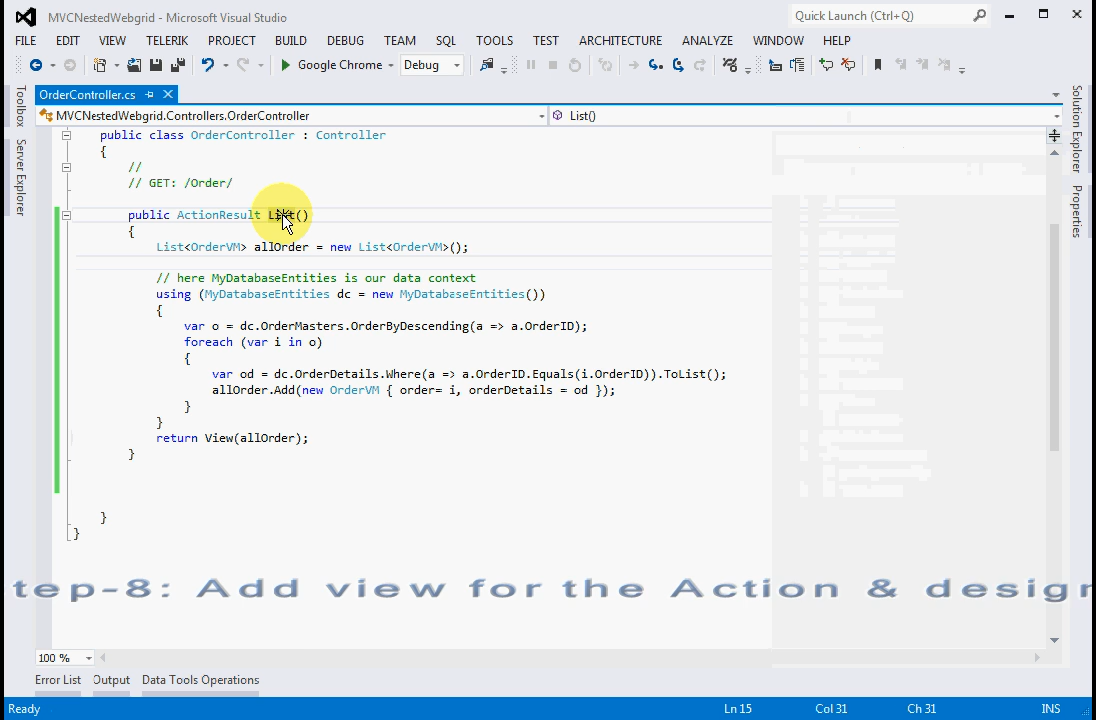 MVCNestedWebgrid - Microsoft Visual Studio
Quick Launch (Ctrl+Q)
FILE EDIT VIEW TELERIK PROJECT BUILD DEBUG TEAM SQL TOOLS TEST ARCHITECTURE ANALYZE WINDOW HELP
Google Chrome Debug
Toolbox
Server Explorer
Solution Explorer
Properties
OrderController.cs
MVCNestedWebgrid.Controllers.OrderController List()
public class OrderController : Controller
{
//
// GET: /Order/
public ActionResult List()
{
List<OrderVM> allOrder = new List<OrderVM>();
// here MyDatabaseEntities is our data context
using (MyDatabaseEntities dc = new MyDatabaseEntities())
{
var o = dc.OrderMasters.OrderByDescending(a => a.OrderID);
foreach (var i in o)
{
var od = dc.OrderDetails.Where(a => a.OrderID.Equals(i.OrderID)).ToList();
allOrder.Add(new OrderVM { order= i, orderDetails = od });
}
}
return View(allOrder);
}
}
}
tep-8: Add view for the Action & design
100 %
Error List Output Data Tools Operations
Ready Ln 15 Col 31 Ch 31 INS